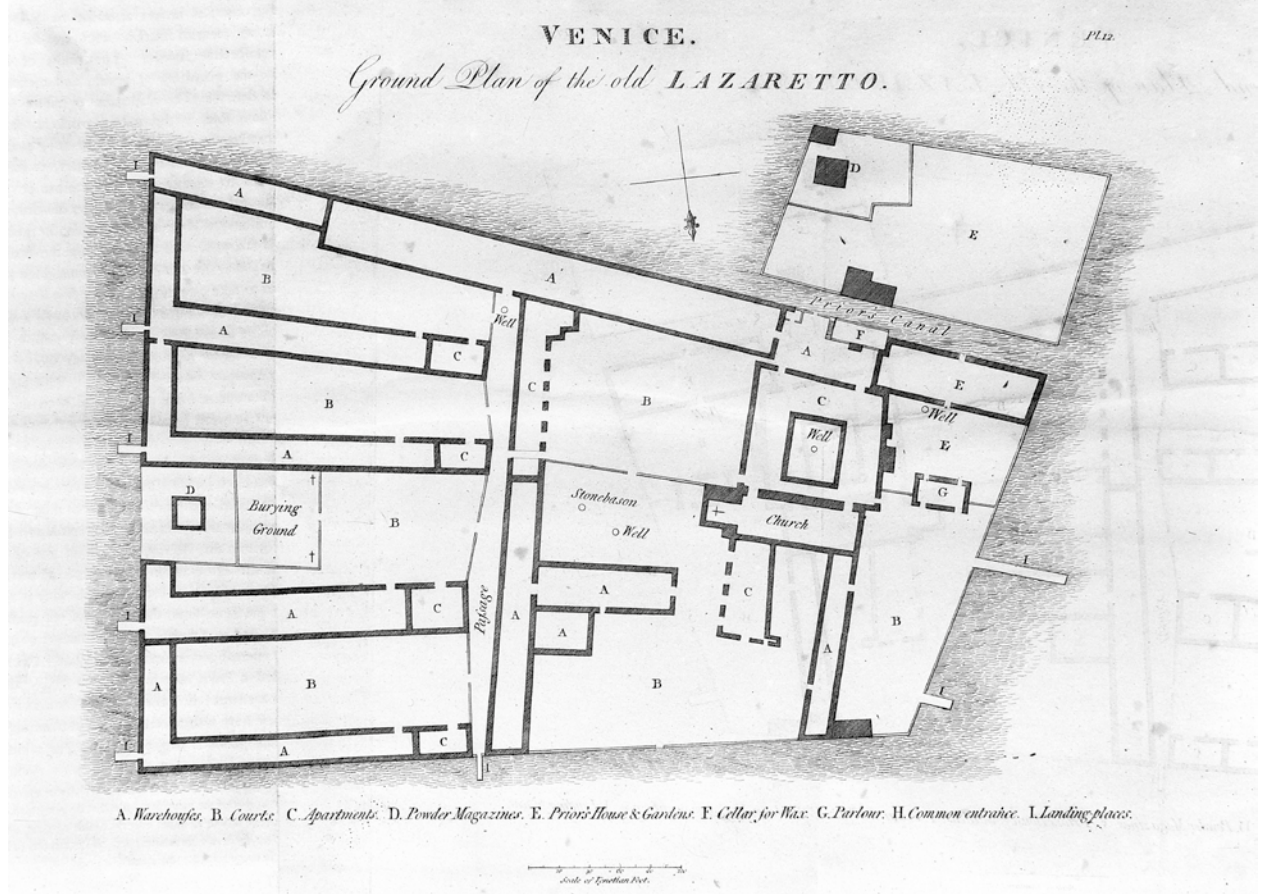 VENICE.
Pl.12.
Ground Plan of the old LAZARETTO.
I
A
D
E
B
A
I
A
Well
Priors Canal
F
A
E
C
C
C
B
B
Well
Well
E
I
A
C
G
D
Burying
Ground
B
Stonebason
Well
Church
I
A
C
A
C
B
I
A
Passage
A
A
A
B
B
A
I
I
A
C
I
A. Warehouses. B. Courts. C. Apartments. D. Powder Magazines. E. Prior's House & Gardens. F. Cellar for Wax. G. Parlour. H. Common entrance. I. Landing places.
Scale of Venetian Feet.